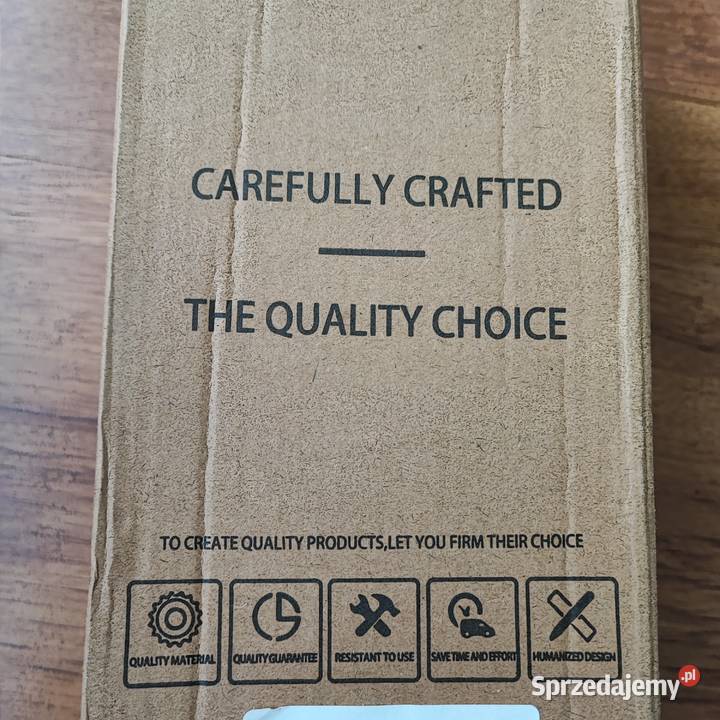 CAREFULLY CRAFTED
THE QUALITY CHOICE
TO CREATE QUALITY PRODUCTS,LET YOU FIRM THEIR CHOICE
QUALITY MATERIAL
QUALITY GUARANTEE
RESISTANT TO USE
SAVE TIME AND EFFORT
HUMANIZED DESIGN
Sprzedajemy.pl